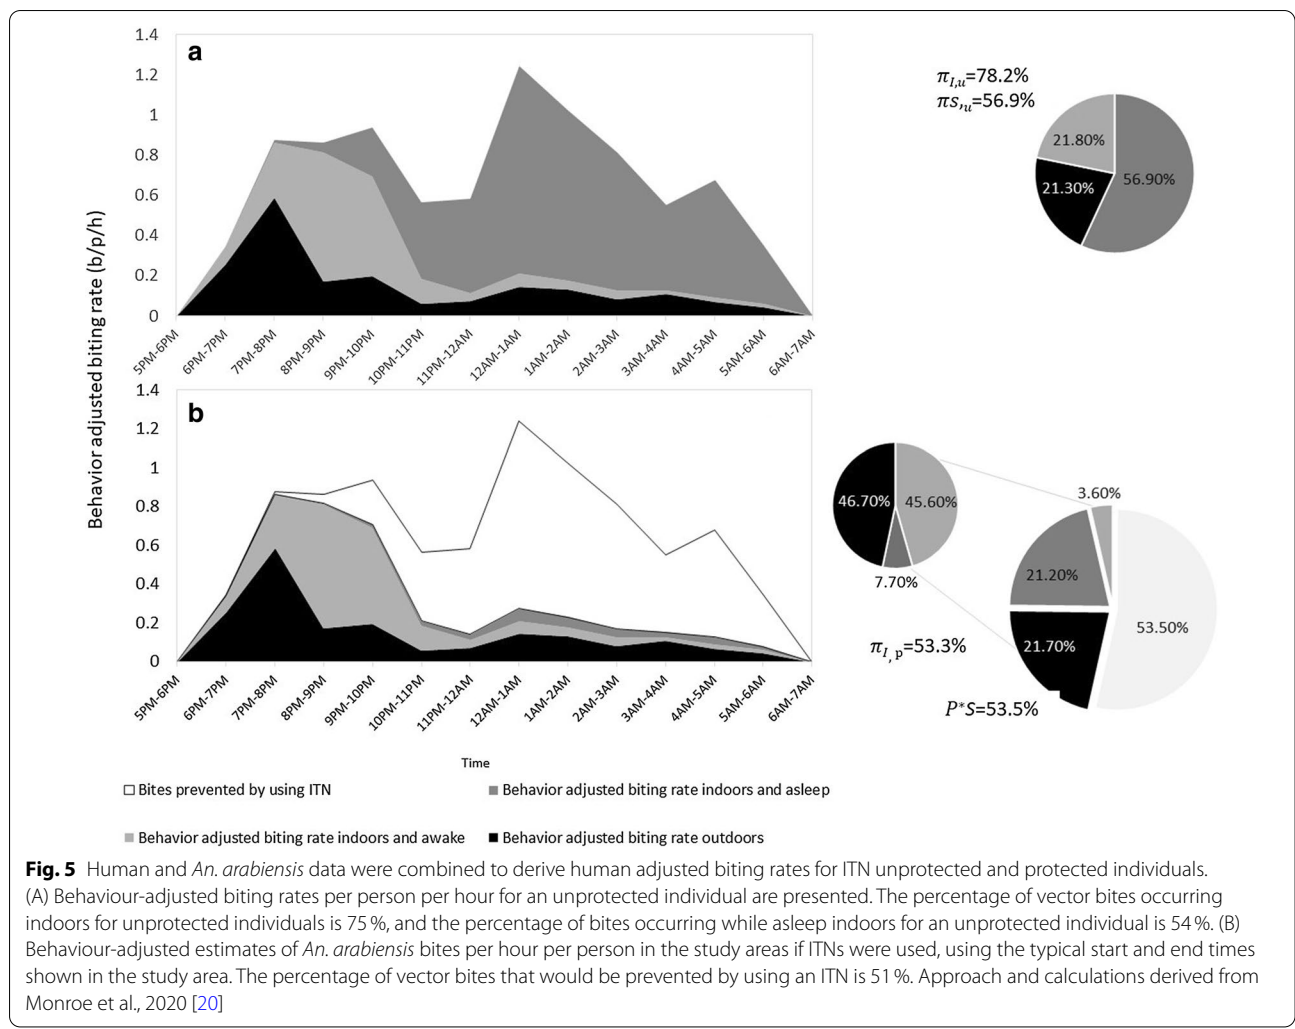 a
1.4
1.2
1
0.8
0.6
0.4
0.2
0
5PM-6PM
6PM-7PM
7PM-8PM
8PM-9PM
9PM-10PM
10PM-11PM
11PM-12AM
12AM-1AM
1AM-2AM
2AM-3AM
3AM-4AM
4AM-5AM
5AM-6AM
6AM-7AM
π_{I,u}=78.2%
πs,_u=56.9%
21.80%
56.90%
21.30%
Behavior adjusted biting rate (b/p/h)
b
1.4
1.2
1
0.8
0.6
0.4
0.2
0
5PM-6PM
6PM-7PM
7PM-8PM
8PM-9PM
9PM-10PM
10PM-11PM
11PM-12AM
12AM-1AM
1AM-2AM
2AM-3AM
3AM-4AM
4AM-5AM
5AM-6AM
6AM-7AM
Time
46.70%
45.60%
7.70%
3.60%
21.20%
53.50%
21.70%
π_{I, p}=53.3%
P*S=53.5%
Bites prevented by using ITN
Behavior adjusted biting rate indoors and asleep
Behavior adjusted biting rate indoors and awake
Behavior adjusted biting rate outdoors
Fig. 5 Human and An. arabiensis data were combined to derive human adjusted biting rates for ITN unprotected and protected individuals.
(A) Behaviour-adjusted biting rates per person per hour for an unprotected individual are presented. The percentage of vector bites occurring
indoors for unprotected individuals is 75 %, and the percentage of bites occurring while asleep indoors for an unprotected individual is 54 %. (B)
Behaviour-adjusted estimates of An. arabiensis bites per hour per person in the study areas if ITNs were used, using the typical start and end times
shown in the study area. The percentage of vector bites that would be prevented by using an ITN is 51 %. Approach and calculations derived from
Monroe et al., 2020 [20]